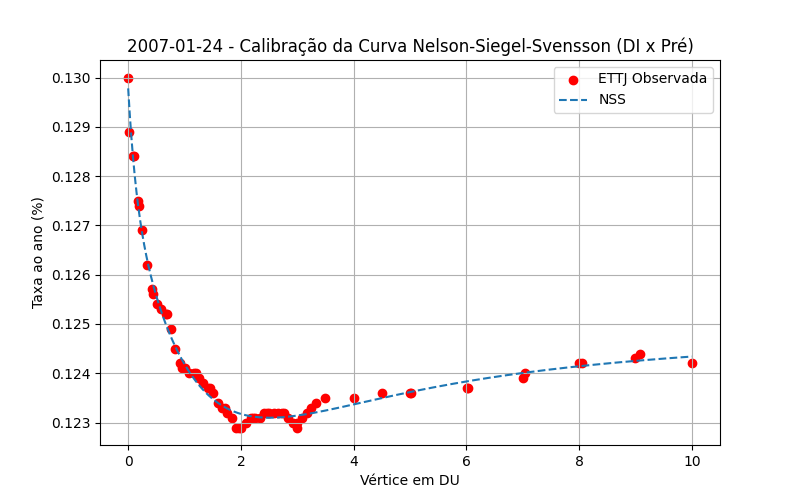 2007-01-24 - Calibração da Curva Nelson-Siegel-Svensson (DI x Pré)
ETTJ Observada
NSS
Taxa ao ano (%)
0.130
0.129
0.128
0.127
0.126
0.125
0.124
0.123
0 2 4 6 8 10
Vértice em DU